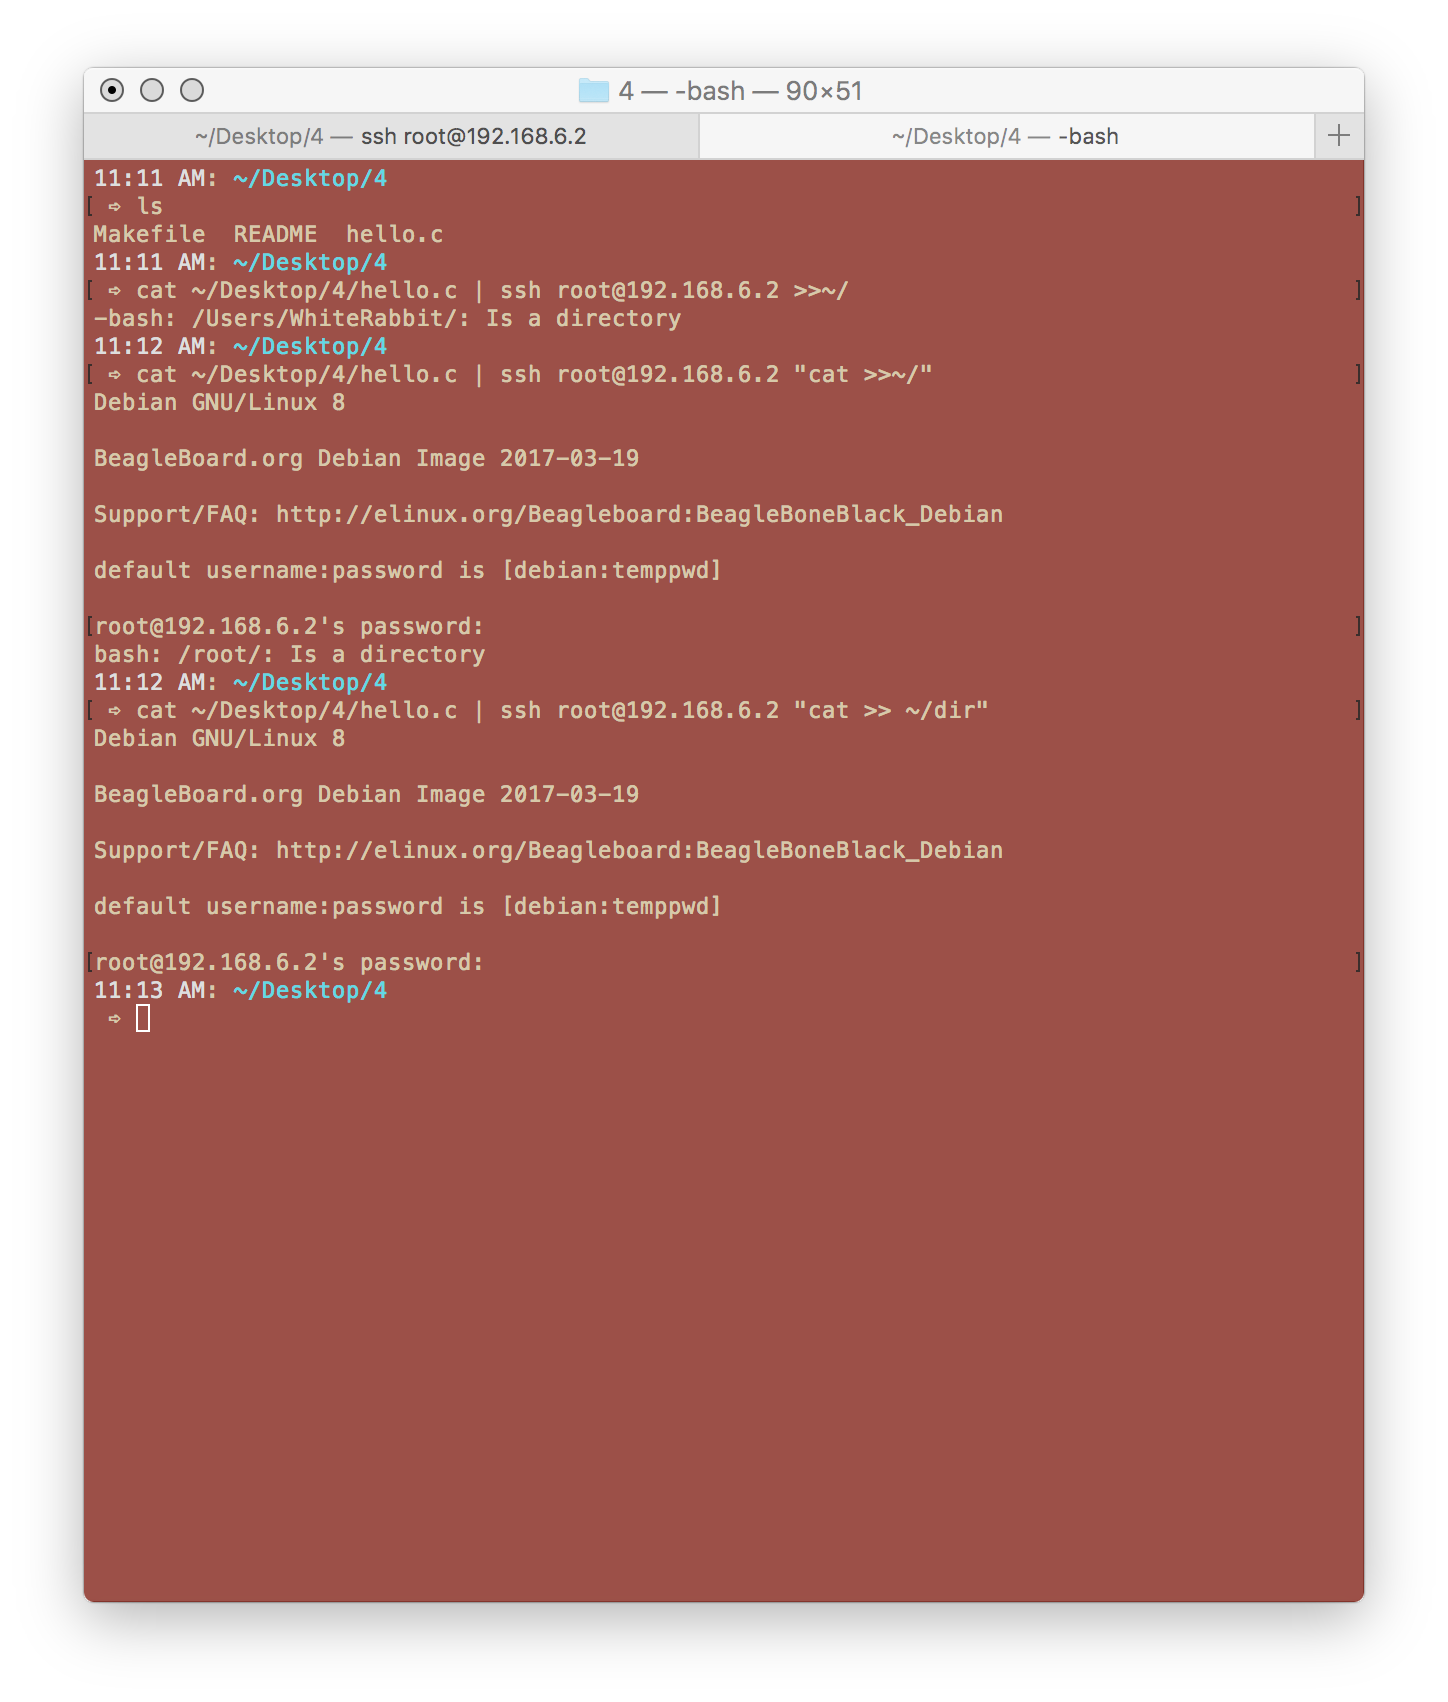 4 — -bash — 90×51
~/Desktop/4 — ssh root@192.168.6.2
~/Desktop/4 — -bash
11:11 AM: ~/Desktop/4
[ ➪ ls ]
Makefile  README  hello.c
11:11 AM: ~/Desktop/4
[ ➪ cat ~/Desktop/4/hello.c | ssh root@192.168.6.2 >>~/ ]
-bash: /Users/WhiteRabbit/: Is a directory
11:12 AM: ~/Desktop/4
[ ➪ cat ~/Desktop/4/hello.c | ssh root@192.168.6.2 "cat >>~/" ]
Debian GNU/Linux 8
BeagleBoard.org Debian Image 2017-03-19
Support/FAQ: http://elinux.org/Beagleboard:BeagleBoneBlack_Debian
default username:password is [debian:temppwd]
[root@192.168.6.2's password: ]
bash: /root/: Is a directory
11:12 AM: ~/Desktop/4
[ ➪ cat ~/Desktop/4/hello.c | ssh root@192.168.6.2 "cat >> ~/dir" ]
Debian GNU/Linux 8
BeagleBoard.org Debian Image 2017-03-19
Support/FAQ: http://elinux.org/Beagleboard:BeagleBoneBlack_Debian
default username:password is [debian:temppwd]
[root@192.168.6.2's password: ]
11:13 AM: ~/Desktop/4
➪